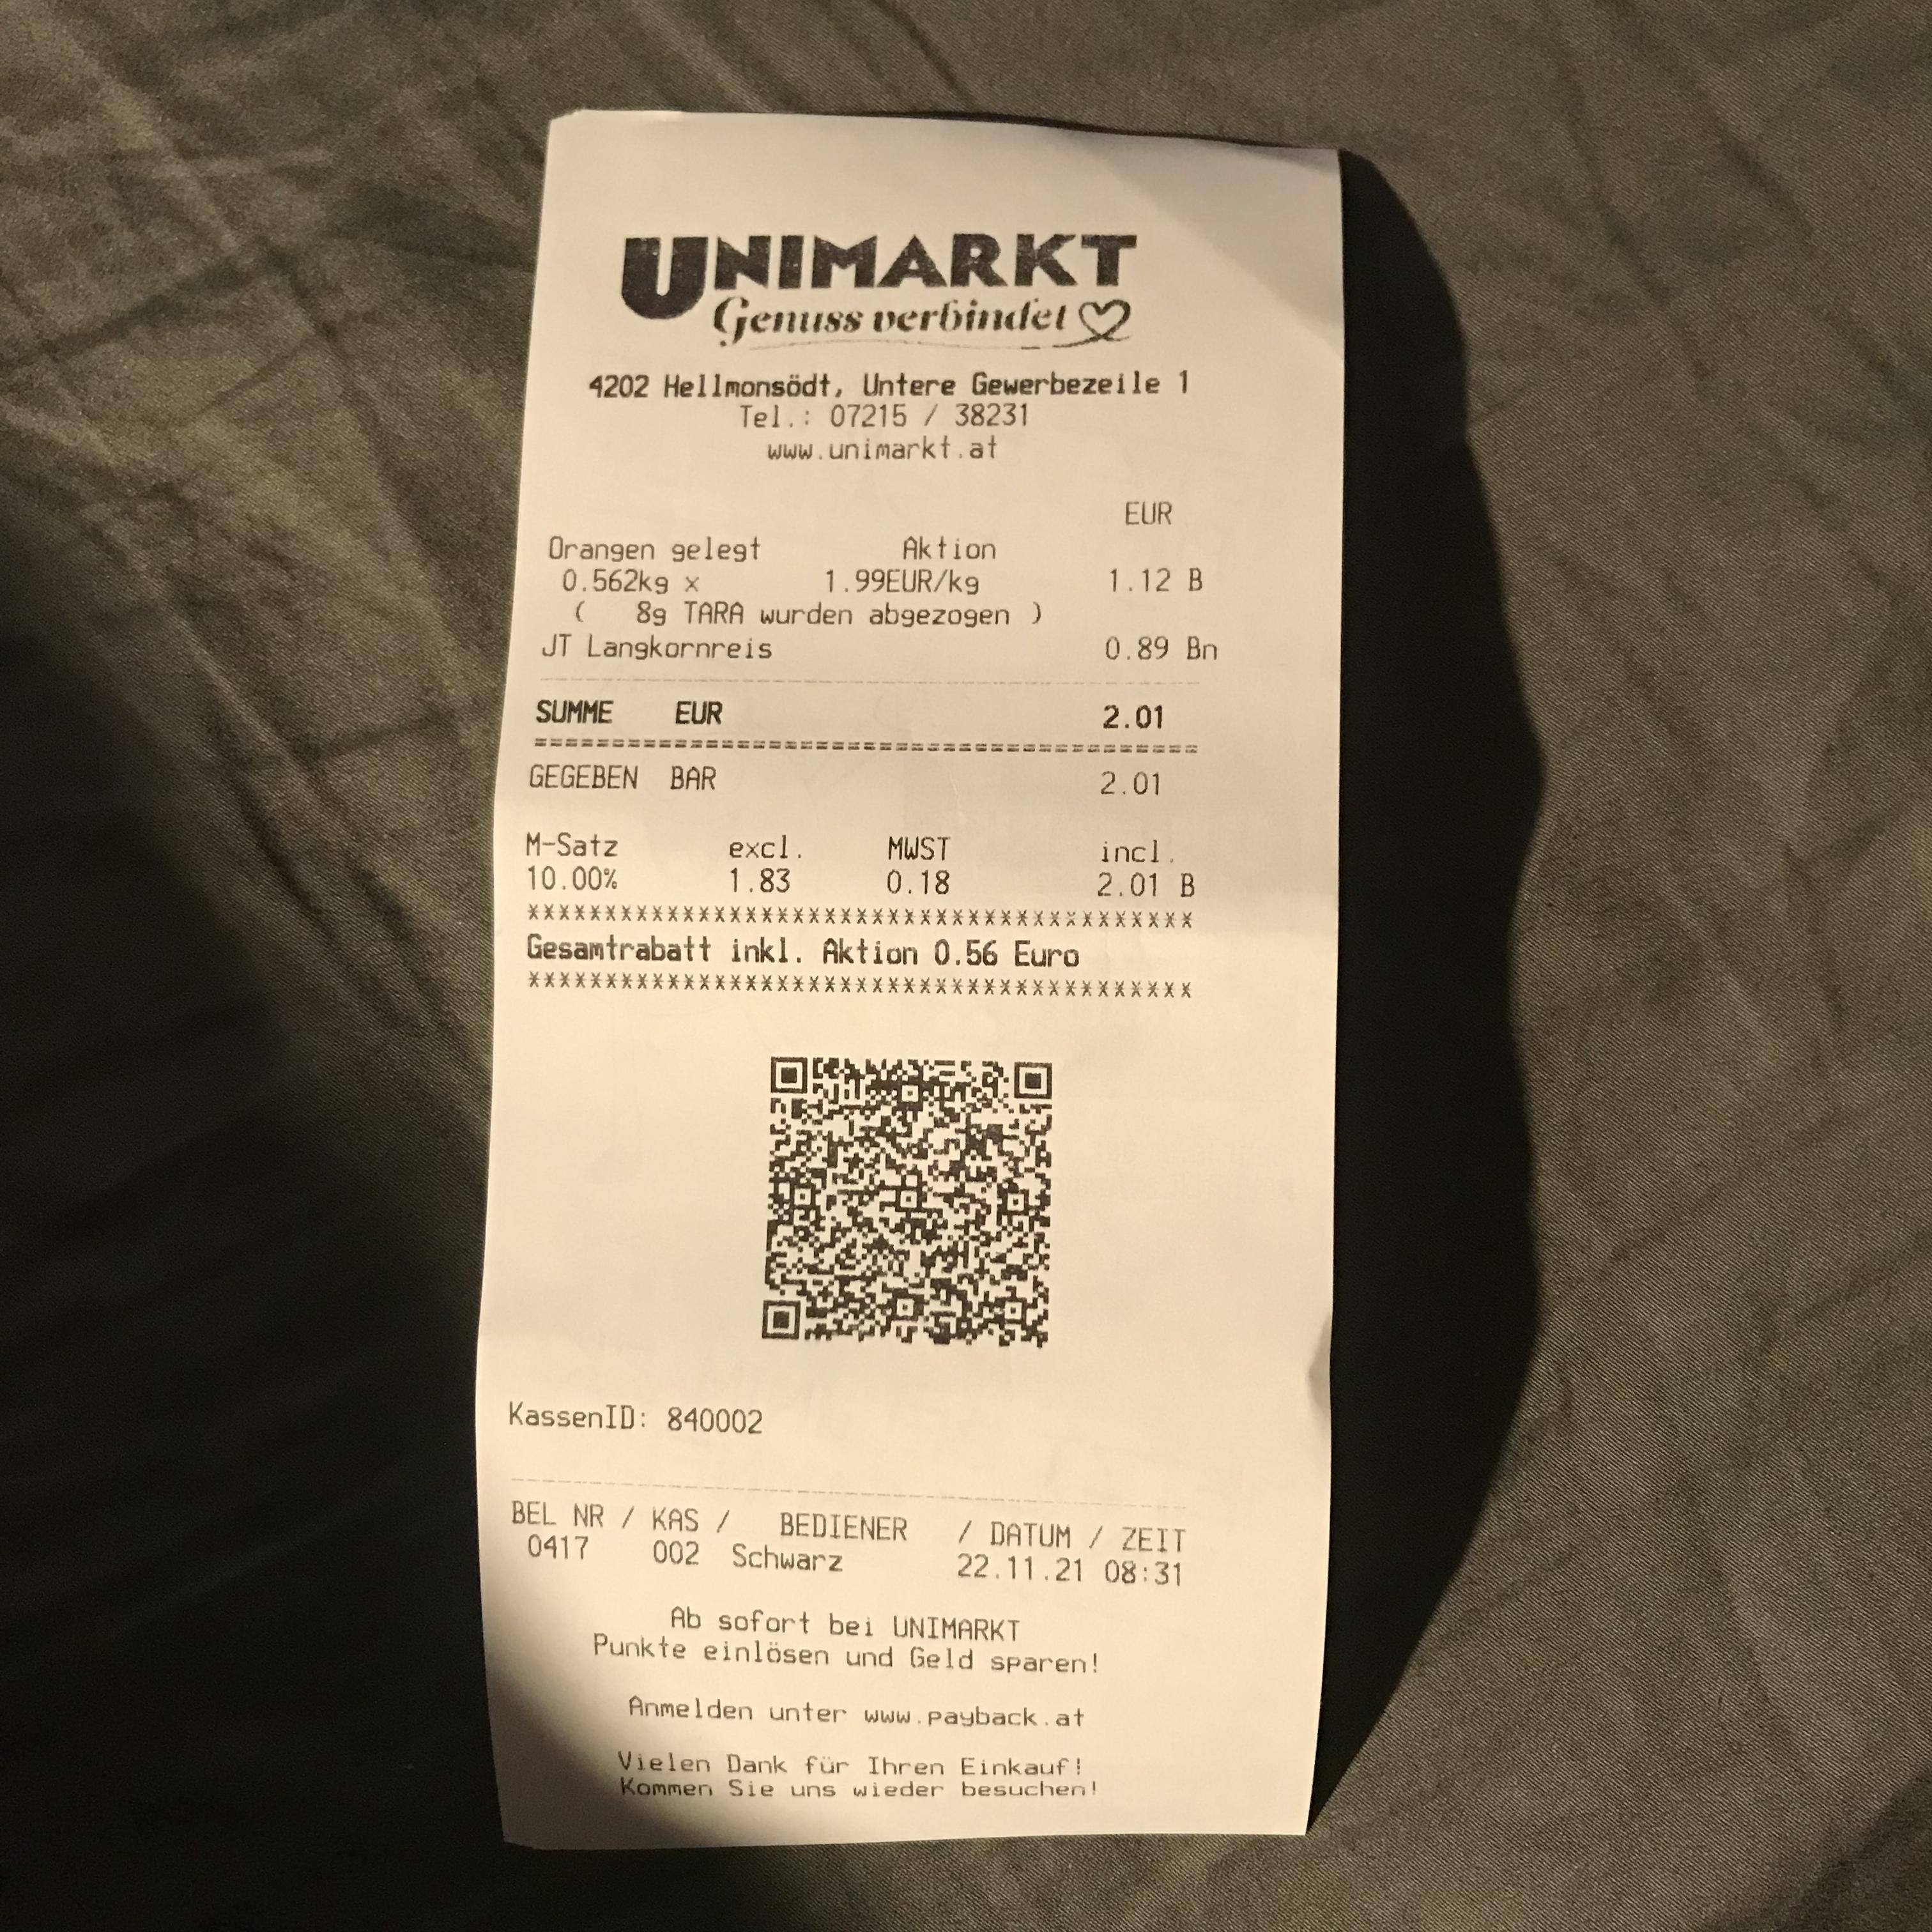 UNIMARKT
Genuss verbindet
4202 Hellmonsödt, Untere Gewerbezeile 1
Tel.: 07215 / 38231
www.unimarkt.at
EUR
Orangen gelegt Aktion
0.562kg x 1.99EUR/kg 1.12 B
( 8g TARA wurden abgezogen )
JT Langkornreis 0.89 Bn
SUMME EUR 2.01
===========================================
GEGEBEN BAR 2.01
M-Satz excl. MWST incl.
10.00% 1.83 0.18 2.01 B
*******************************************
Gesamtrabatt inkl. Aktion 0.56 Euro
*******************************************
KassenID: 840002
BEL NR / KAS / BEDIENER / DATUM / ZEIT
0417 002 Schwarz 22.11.21 08:31
Ab sofort bei UNIMARKT
Punkte einlösen und Geld sparen!
Anmelden unter www.payback.at
Vielen Dank für Ihren Einkauf!
Kommen Sie uns wieder besuchen!